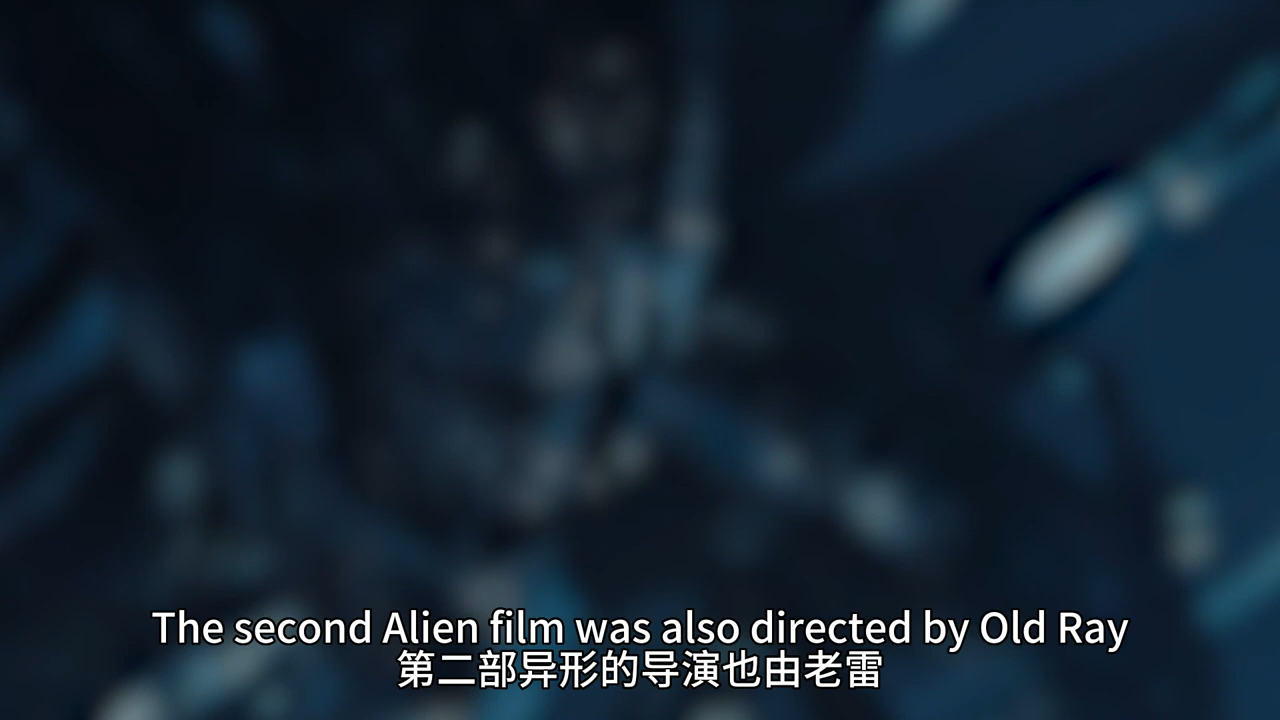 The second Alien film was also directed by Old Ray
第二部异形的导演也由老雷